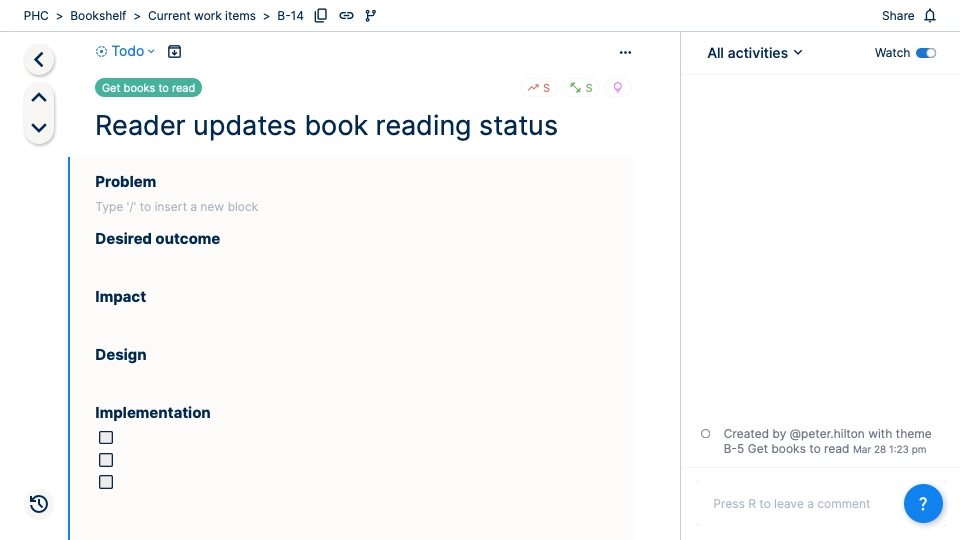 PHC > Bookshelf > Current work items > B-14
Share
Todo
All activities
Watch
Get books to read
S
S
Reader updates book reading status
Problem
Type '/' to insert a new block
Desired outcome
Impact
Design
Implementation
Created by @peter.hilton with theme
B-5 Get books to read Mar 28 1:23 pm
Press R to leave a comment
?